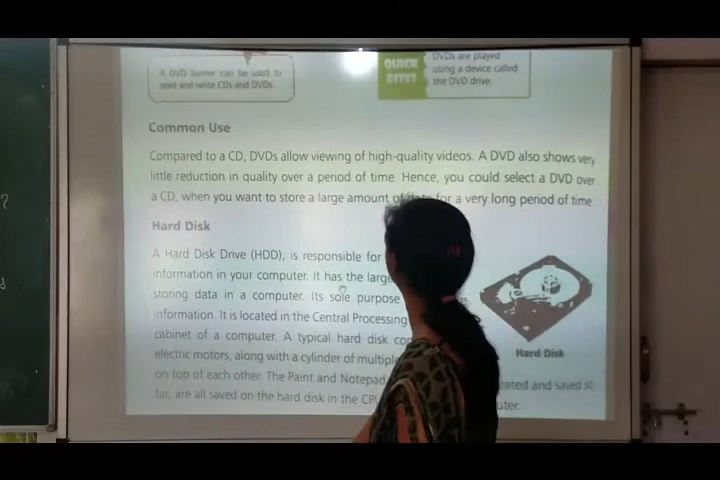 A DVD burner can be used to
read and write CDs and DVDs.
QUICK
BITES
DVDs are played
using a device called
the DVD drive.
Common Use
Compared to a CD, DVDs allow viewing of high-quality videos. A DVD also shows very
little reduction in quality over a period of time. Hence, you could select a DVD over
a CD, when you want to store a large amount of data for a very long period of time
Hard Disk
A Hard Disk Drive (HDD), is responsible for
information in your computer. It has the large
storing data in a computer. Its sole purpose
information. It is located in the Central Processing
cabinet of a computer. A typical hard disk
electric motors, along with a cylinder of multiple
on top of each other. The Paint and Notepad and saved so
far, are all saved on the hard disk in the
Hard Disk
?